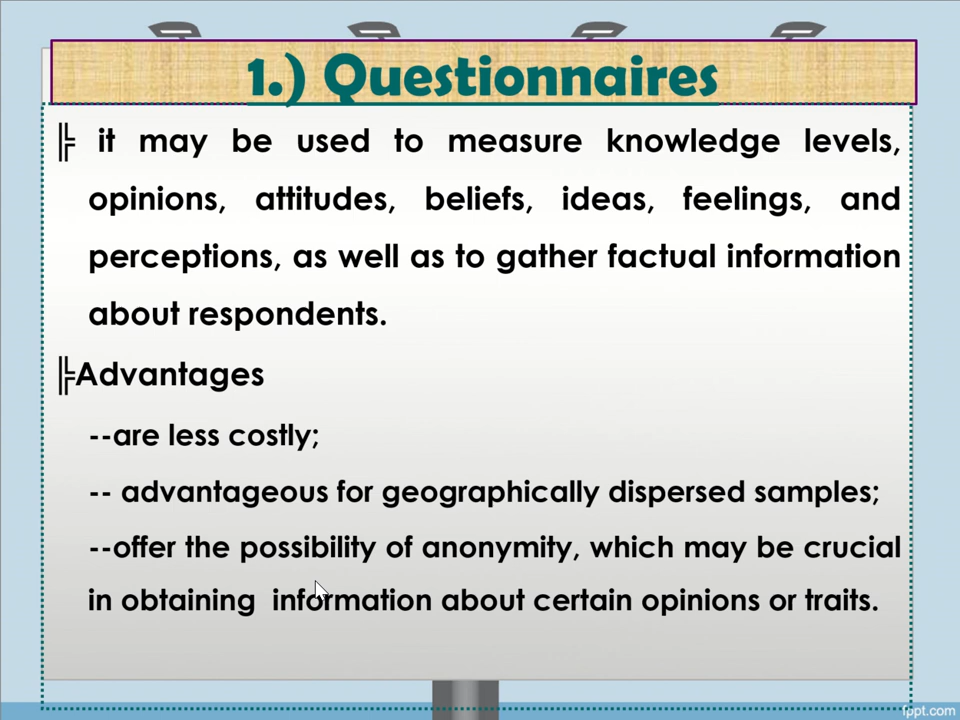 1.) Questionnaires
╠ it may be used to measure knowledge levels,
opinions, attitudes, beliefs, ideas, feelings, and
perceptions, as well as to gather factual information
about respondents.
╠Advantages
--are less costly;
-- advantageous for geographically dispersed samples;
--offer the possibility of anonymity, which may be crucial
in obtaining information about certain opinions or traits.
fppt.com